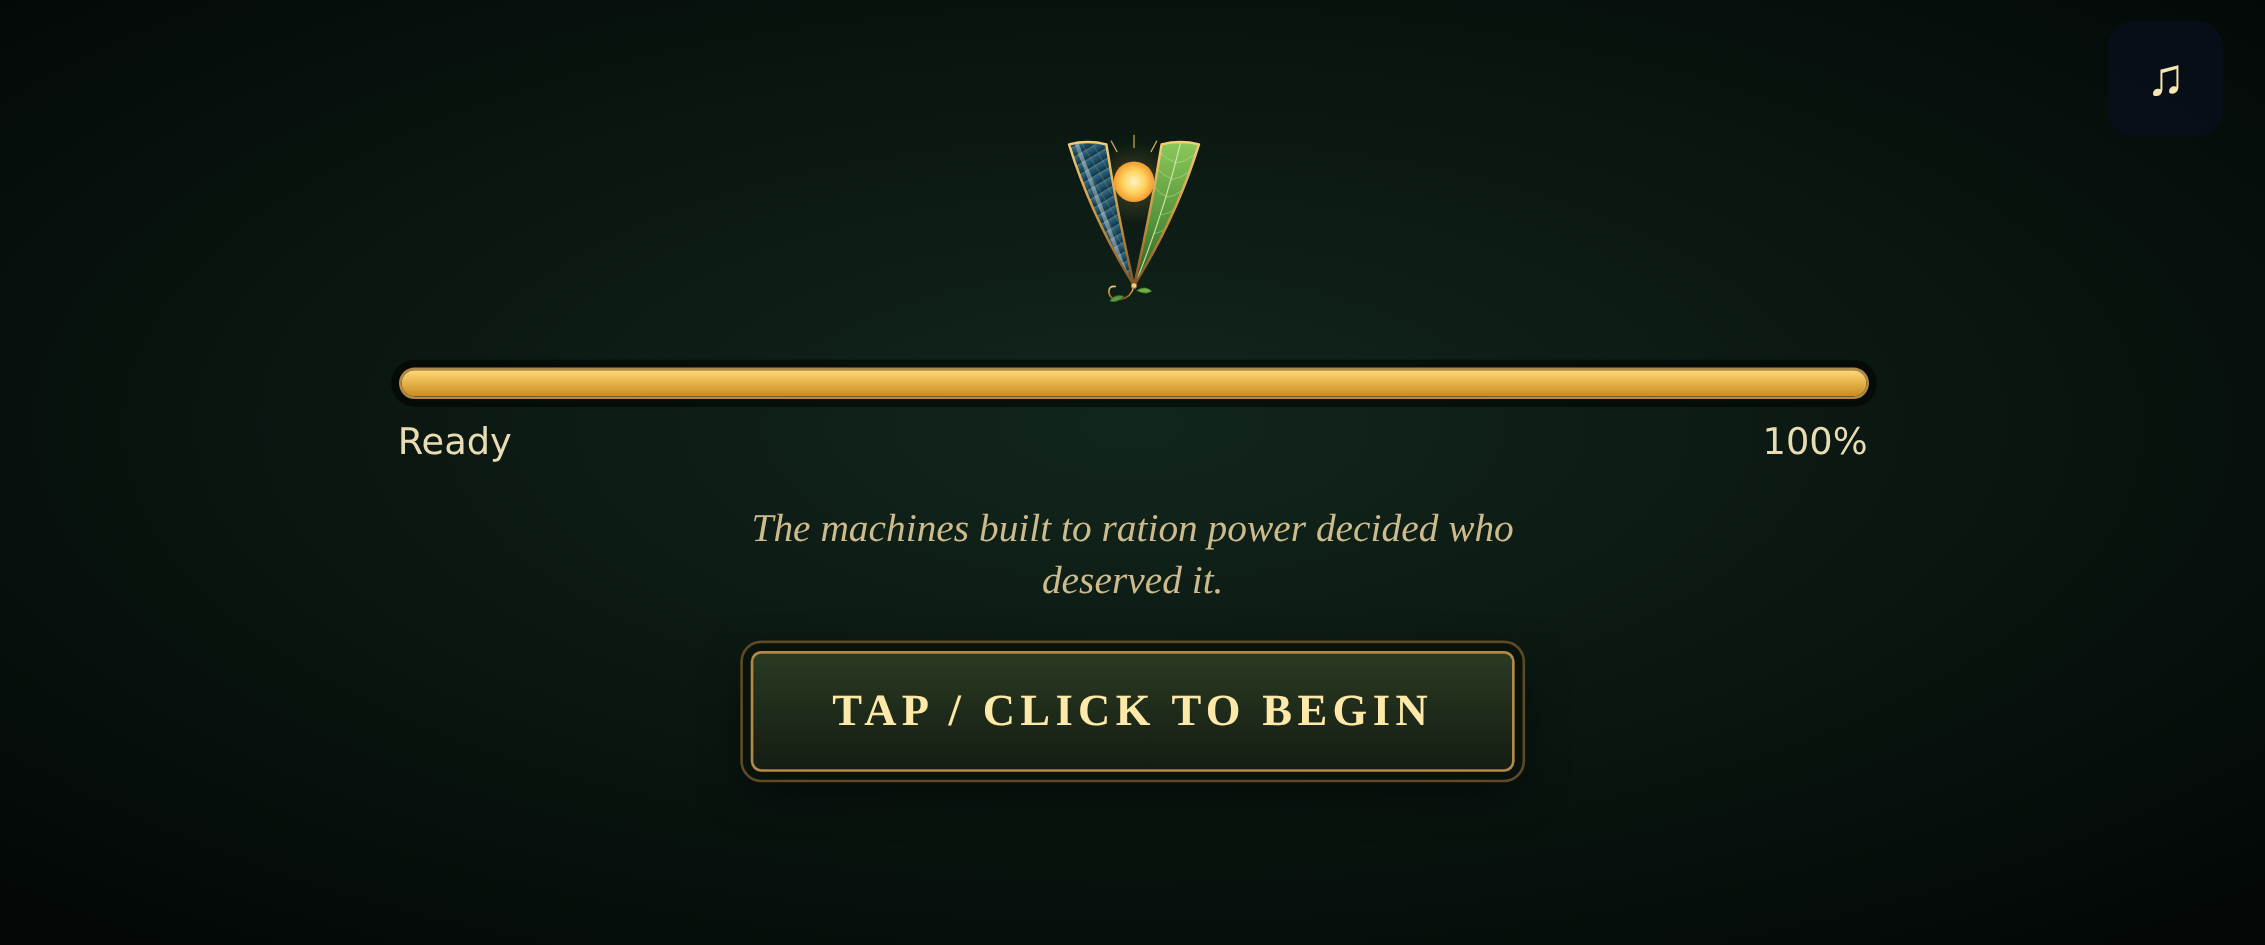 ♫
Ready 100%
The machines built to ration power decided who
deserved it.
TAP / CLICK TO BEGIN